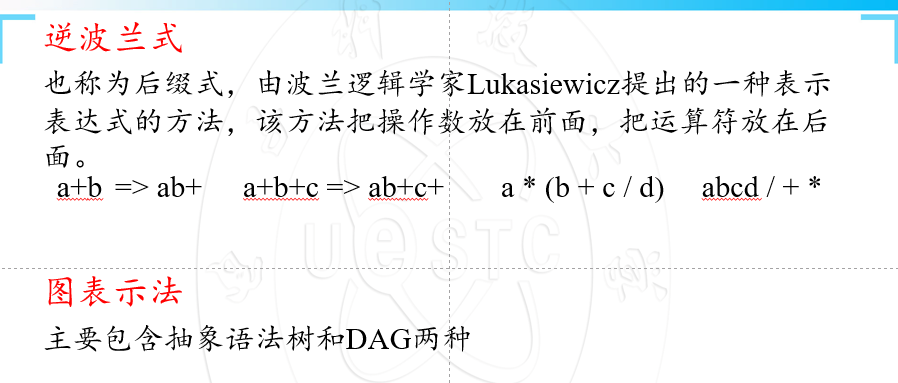 逆波兰式
也称为后缀式，由波兰逻辑学家Lukasiewicz提出的一种表示
表达式的方法，该方法把操作数放在前面，把运算符放在后
面。
a+b => ab+ a+b+c => ab+c+ a * (b + c / d) abcd / + *
UESTC
图表示法
主要包含抽象语法树和DAG两种